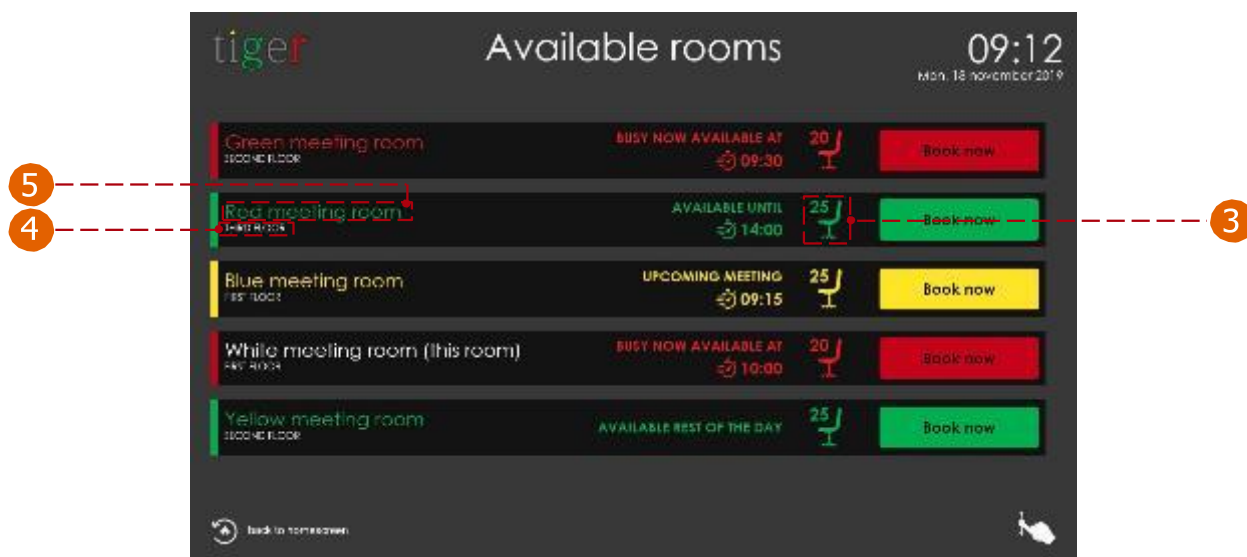 tiger
Available rooms
09:12
Mon. 18 november 2019
Green meeting room
SECOND FLOOR
BUSY NOW AVAILABLE AT
09:30
20
Book now
5
Red meeting room
4
THIRD FLOOR
AVAILABLE UNTIL
14:00
25
Book now
3
Blue meeting room
FIRST FLOOR
UPCOMING MEETING
09:15
25
Book now
White meeting room (this room)
FIRST FLOOR
BUSY NOW AVAILABLE AT
10:00
20
Book now
Yellow meeting room
SECOND FLOOR
AVAILABLE REST OF THE DAY
25
Book now
back to homescreen